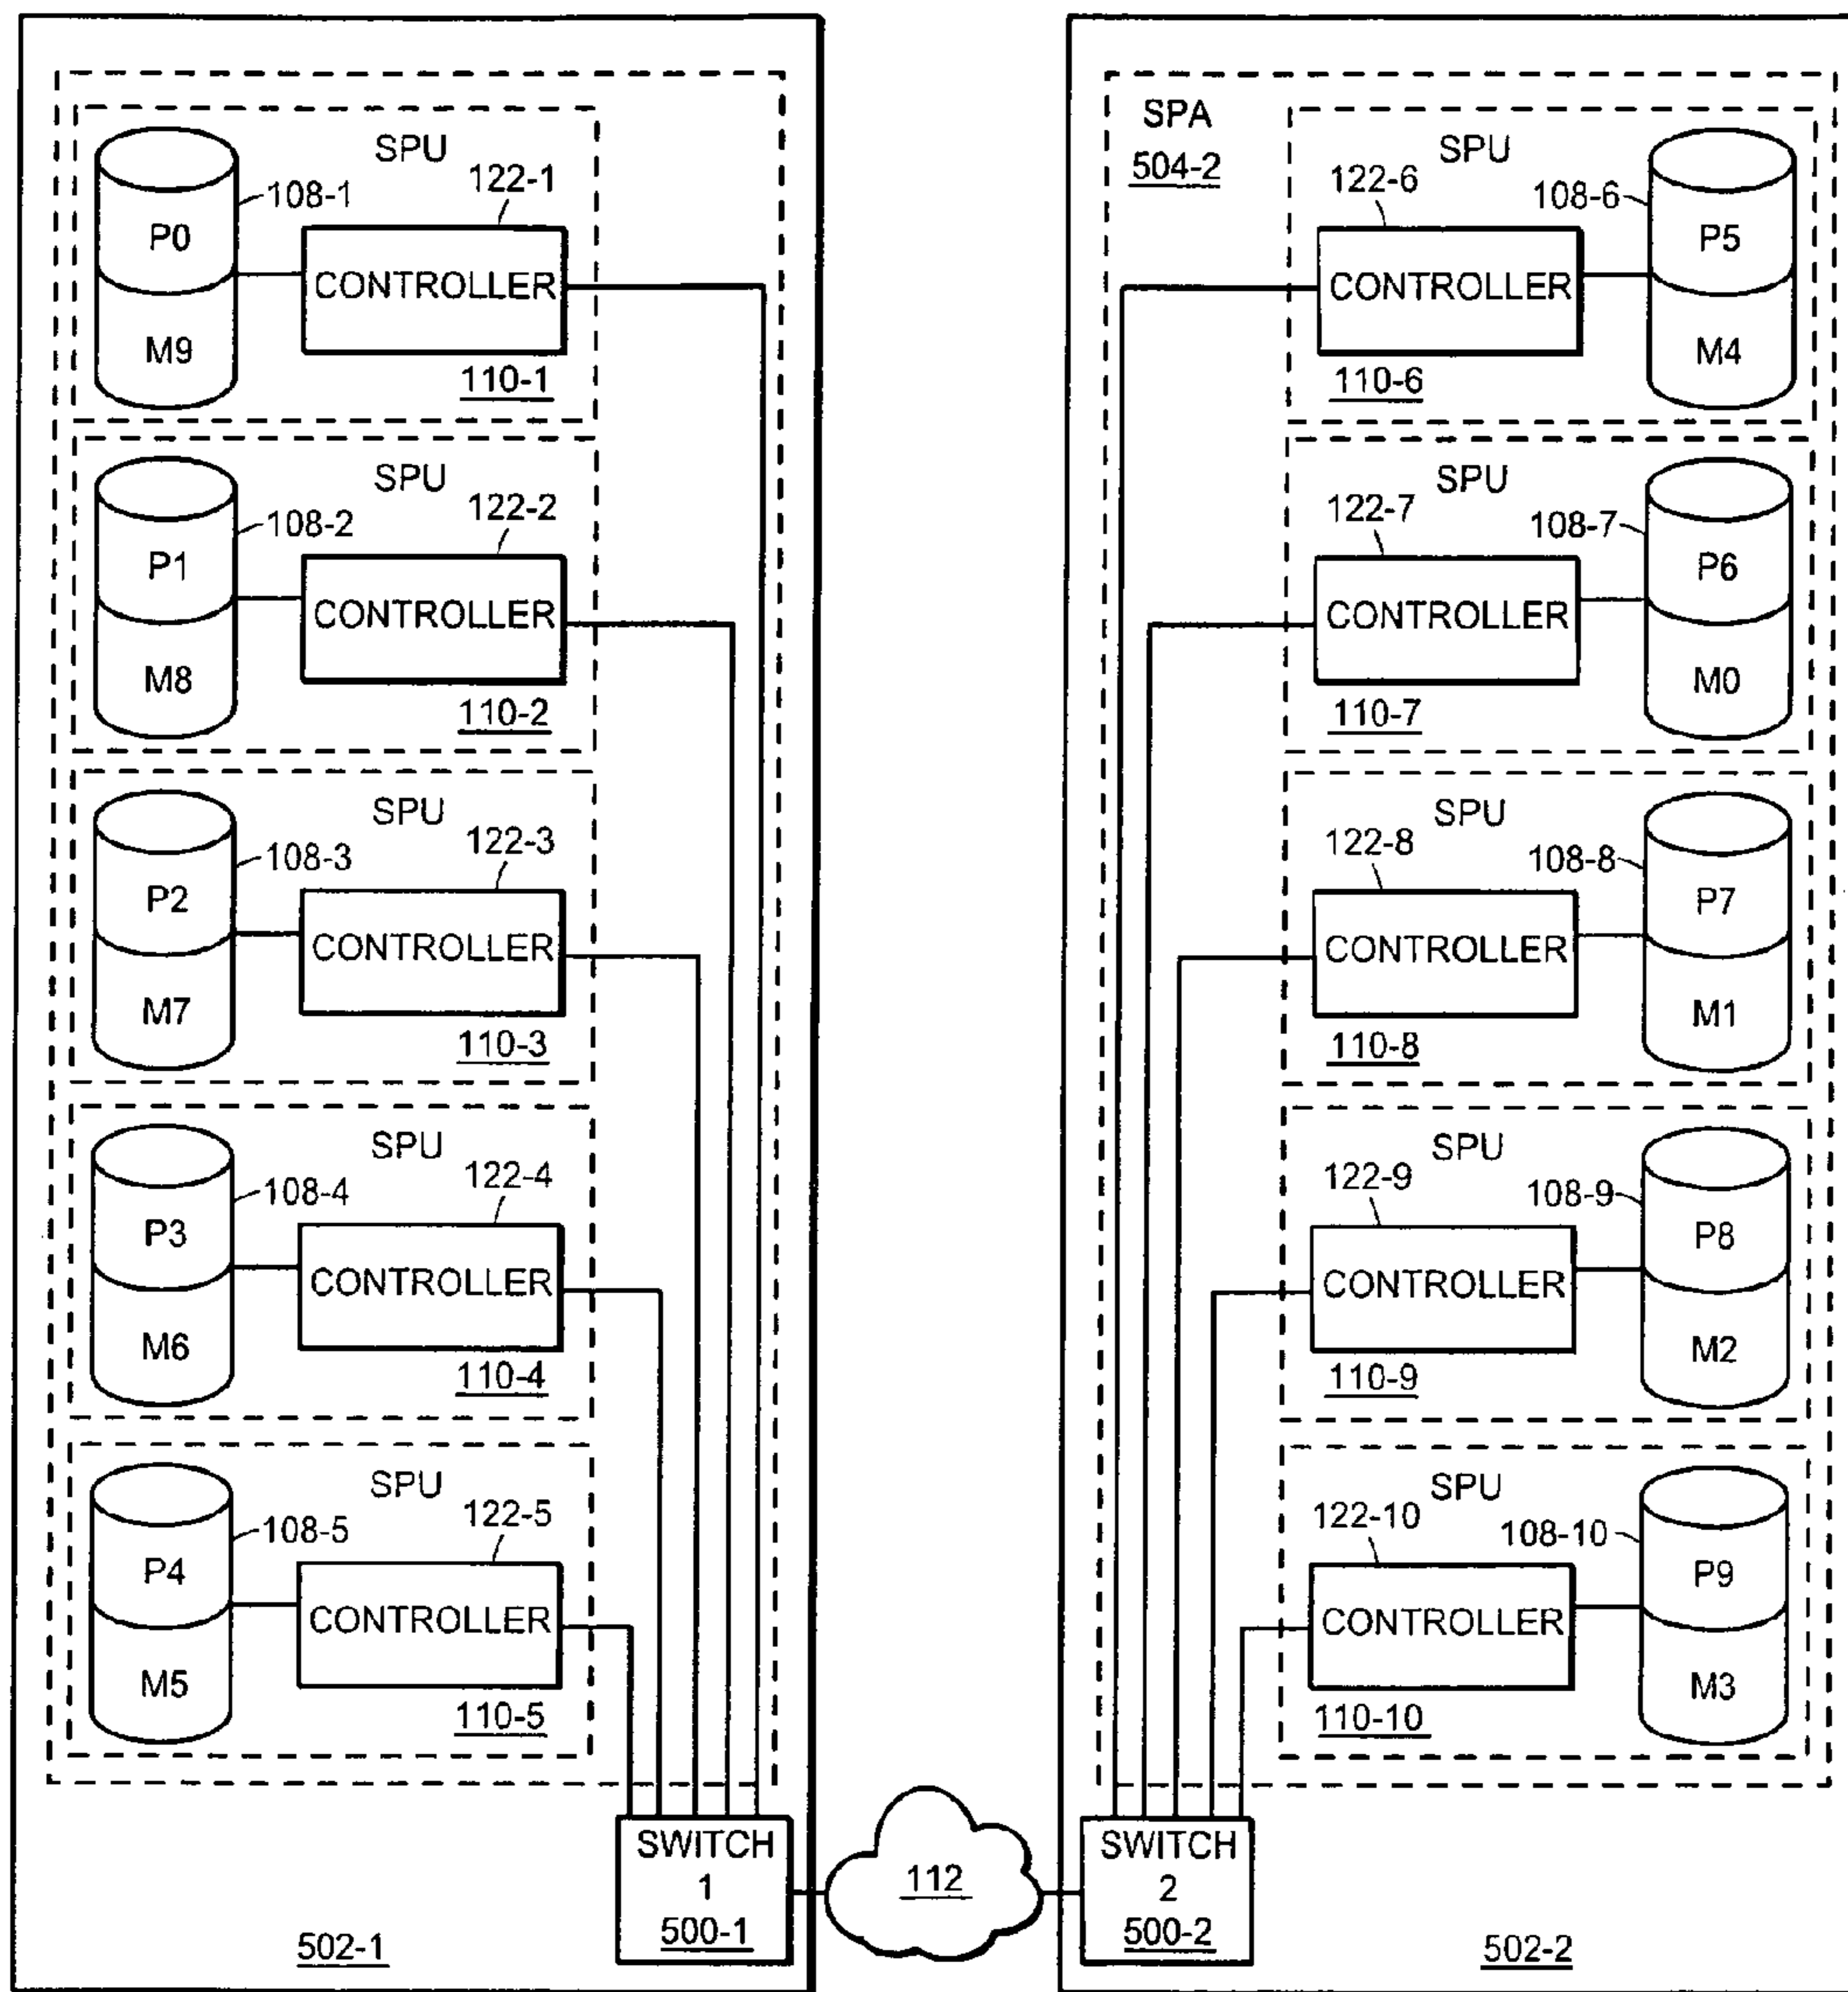 SPU
108-1
122-1
P0
CONTROLLER
M9
110-1
SPU
108-2
122-2
P1
CONTROLLER
M8
110-2
SPU
108-3
122-3
P2
CONTROLLER
M7
110-3
SPU
108-4
122-4
P3
CONTROLLER
M6
110-4
SPU
108-5
122-5
P4
CONTROLLER
M5
110-5
SWITCH
1
500-1
502-1
112
SPA
504-2
SPU
122-6
108-6
P5
CONTROLLER
M4
110-6
SPU
122-7
108-7
P6
CONTROLLER
M0
110-7
SPU
122-8
108-8
P7
CONTROLLER
M1
110-8
SPU
122-9
108-9
P8
CONTROLLER
M2
110-9
SPU
122-10
108-10
P9
CONTROLLER
M3
110-10
SWITCH
2
500-2
502-2